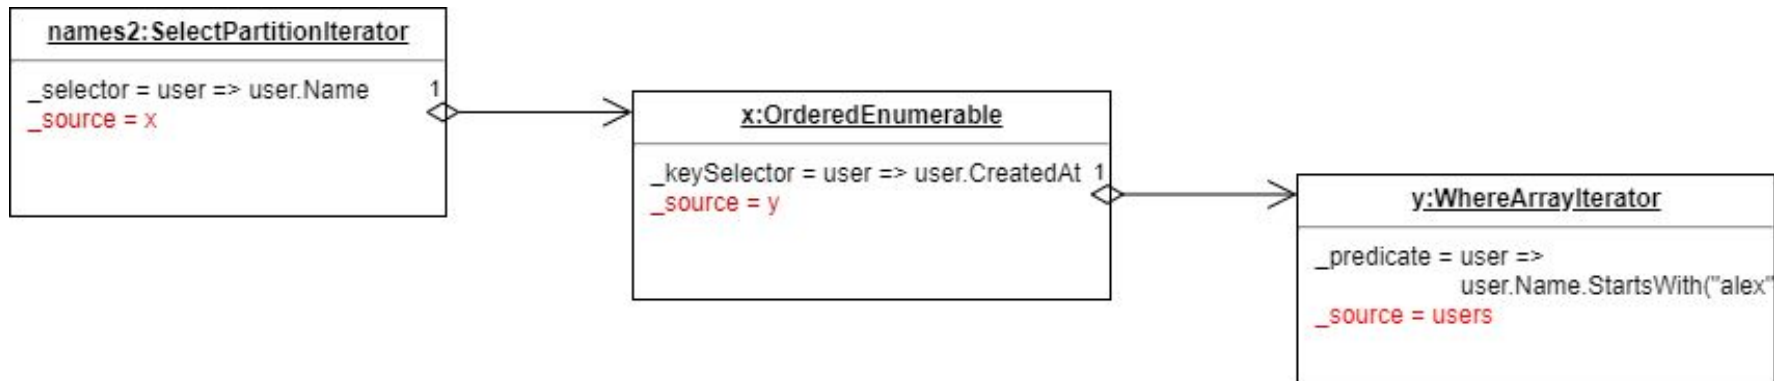 names2:SelectPartitionIterator
_selector = user => user.Name
1
_source = x
x:OrderedEnumerable
_keySelector = user => user.CreatedAt
1
_source = y
y:WhereArrayIterator
_predicate = user =>
user.Name.StartsWith("alex"
_source = users